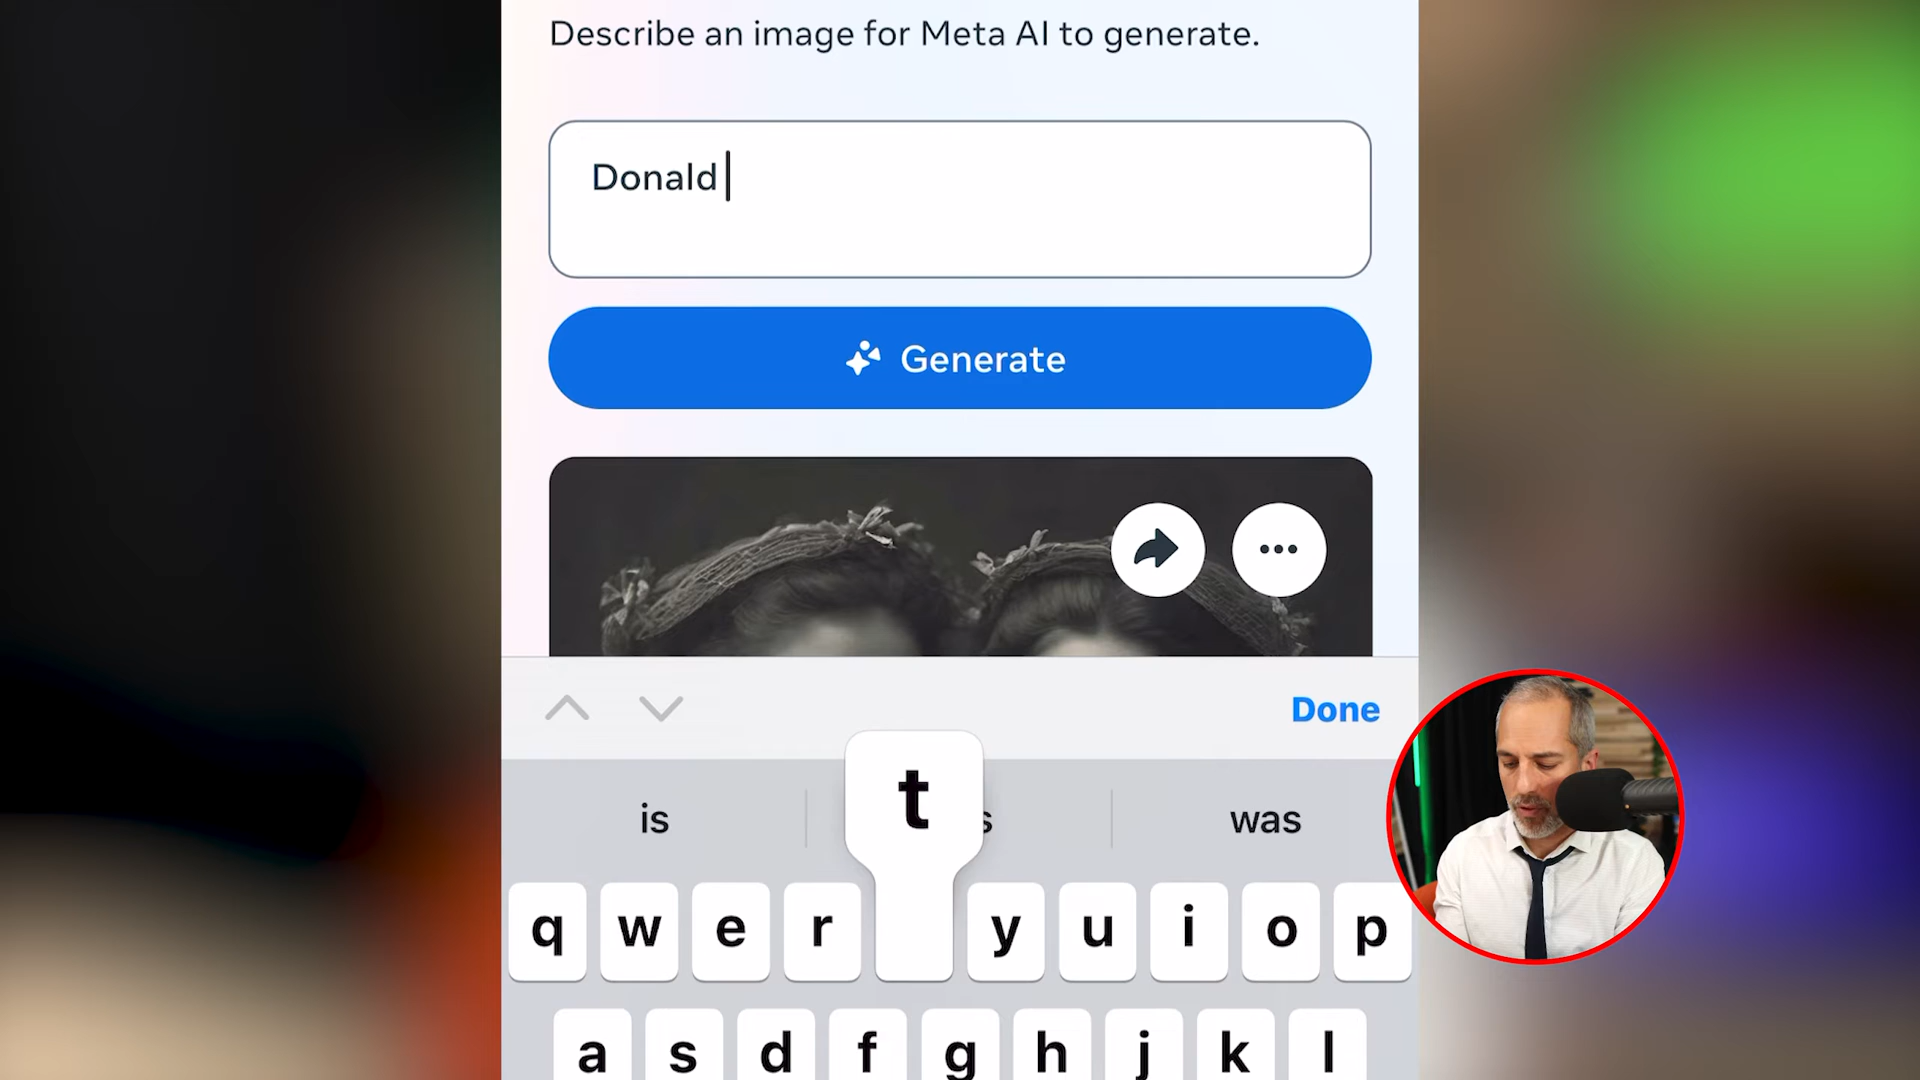 Describe an image for Meta AI to generate.
Donald
Generate
Done
is
was
t
q w e r y u i o p
a s d f g h j k l